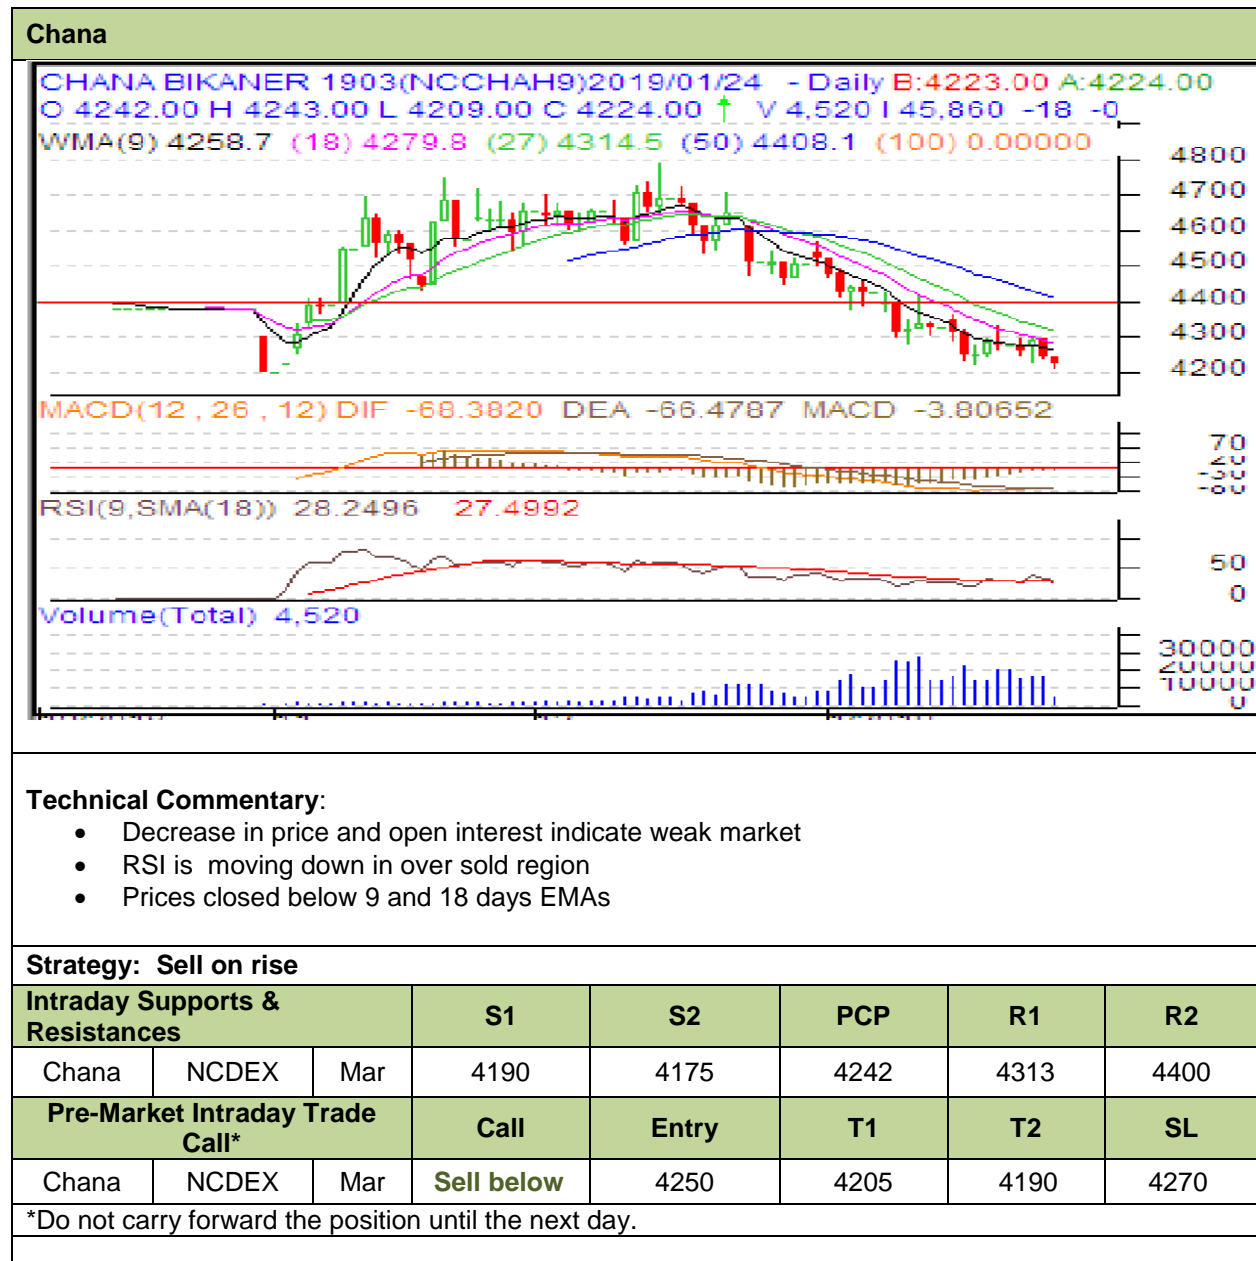 Chana
CHANA BIKANER 1903(NCCHAH9)2019/01/24 - Daily B:4223.00 A:4224.00
O 4242.00 H 4243.00 L 4209.00 C 4224.00 ↑ V 4,520 I 45,860 -18 -0
WMA(9) 4258.7 (18) 4279.8 (27) 4314.5 (50) 4408.1 (100) 0.00000
4800
4700
4600
4500
4400
4300
4200
MACD(12 , 26 , 12) DIF -68.3820 DEA -66.4787 MACD -3.80652
70
20
-30
-80
RSI(9,SMA(18)) 28.2496 27.4992
50
0
Volume(Total) 4,520
30000
20000
10000
0
Technical Commentary:
• Decrease in price and open interest indicate weak market
• RSI is moving down in over sold region
• Prices closed below 9 and 18 days EMAs
Strategy: Sell on rise
Intraday Supports & Resistances S1 S2 PCP R1 R2
Chana NCDEX Mar 4190 4175 4242 4313 4400
Pre-Market Intraday Trade Call* Call Entry T1 T2 SL
Chana NCDEX Mar Sell below 4250 4205 4190 4270
*Do not carry forward the position until the next day.